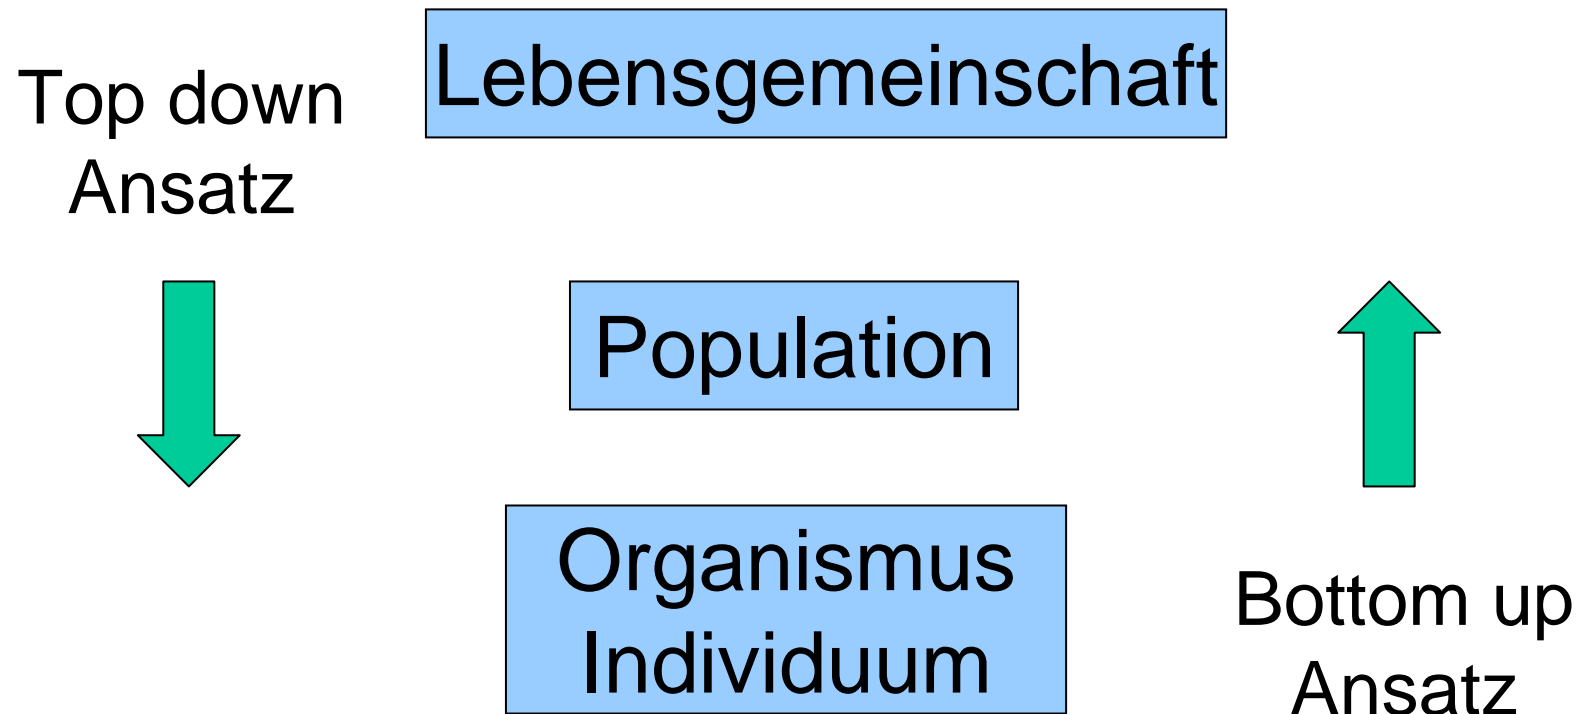 Top down
Ansatz
Lebensgemeinschaft
Population
Organismus
Individuum
Bottom up
Ansatz